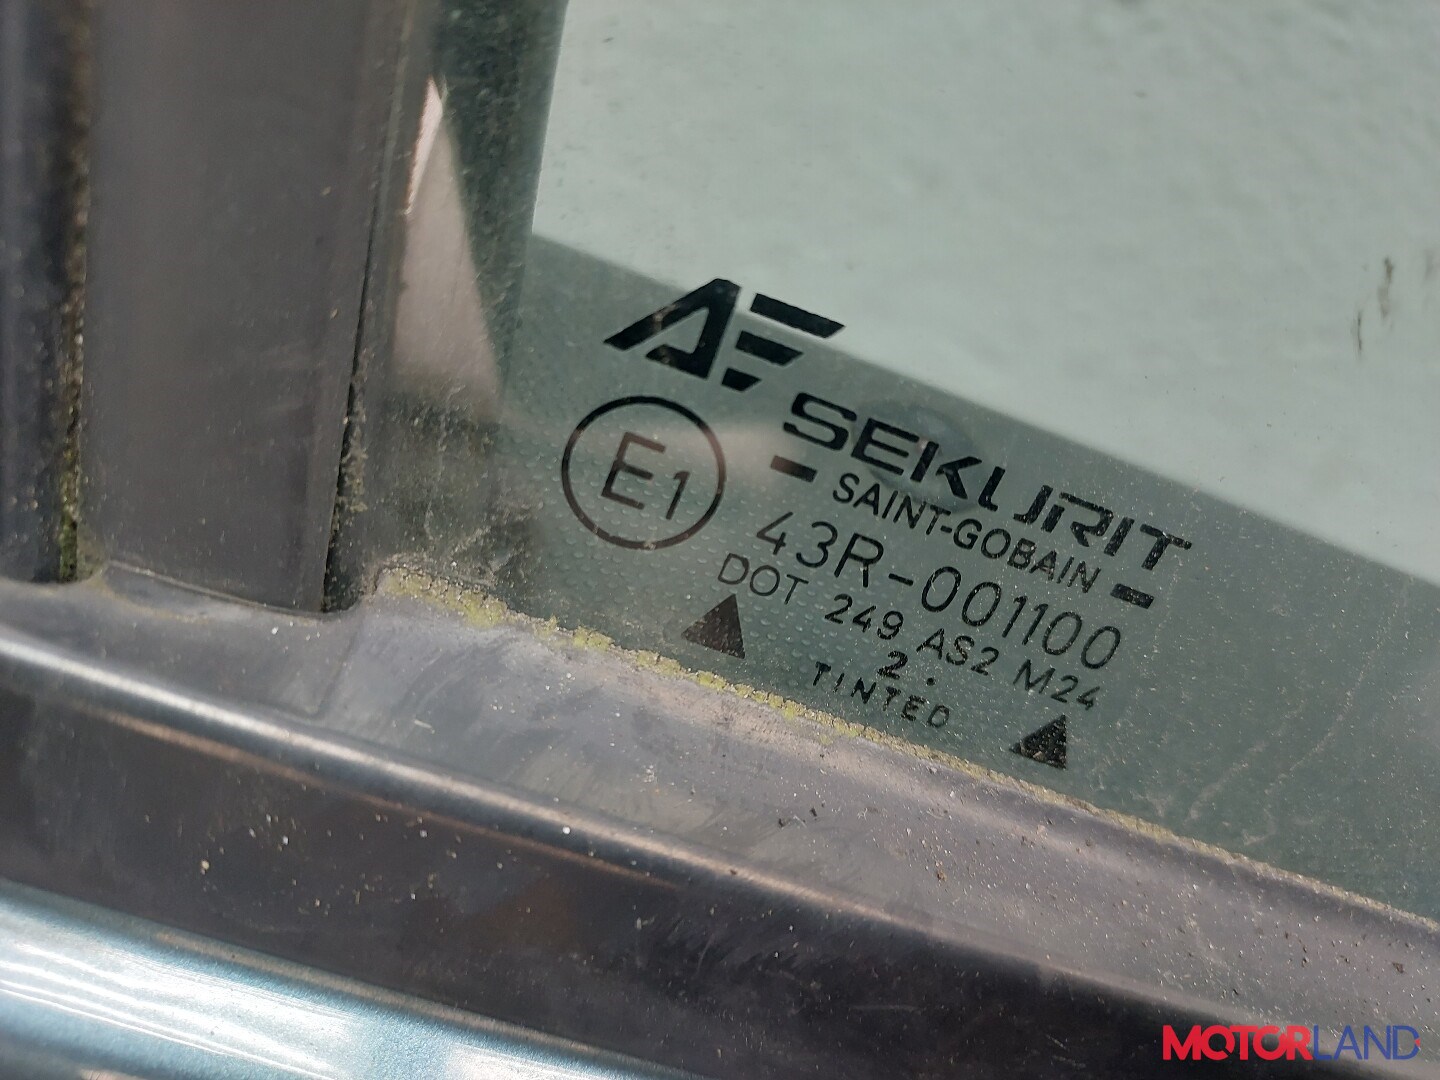 AF
SEKURIT
SAINT-GOBAIN
E1
43R-001100
DOT 249 AS2 M24
2.
TINTED
MOTORLAND